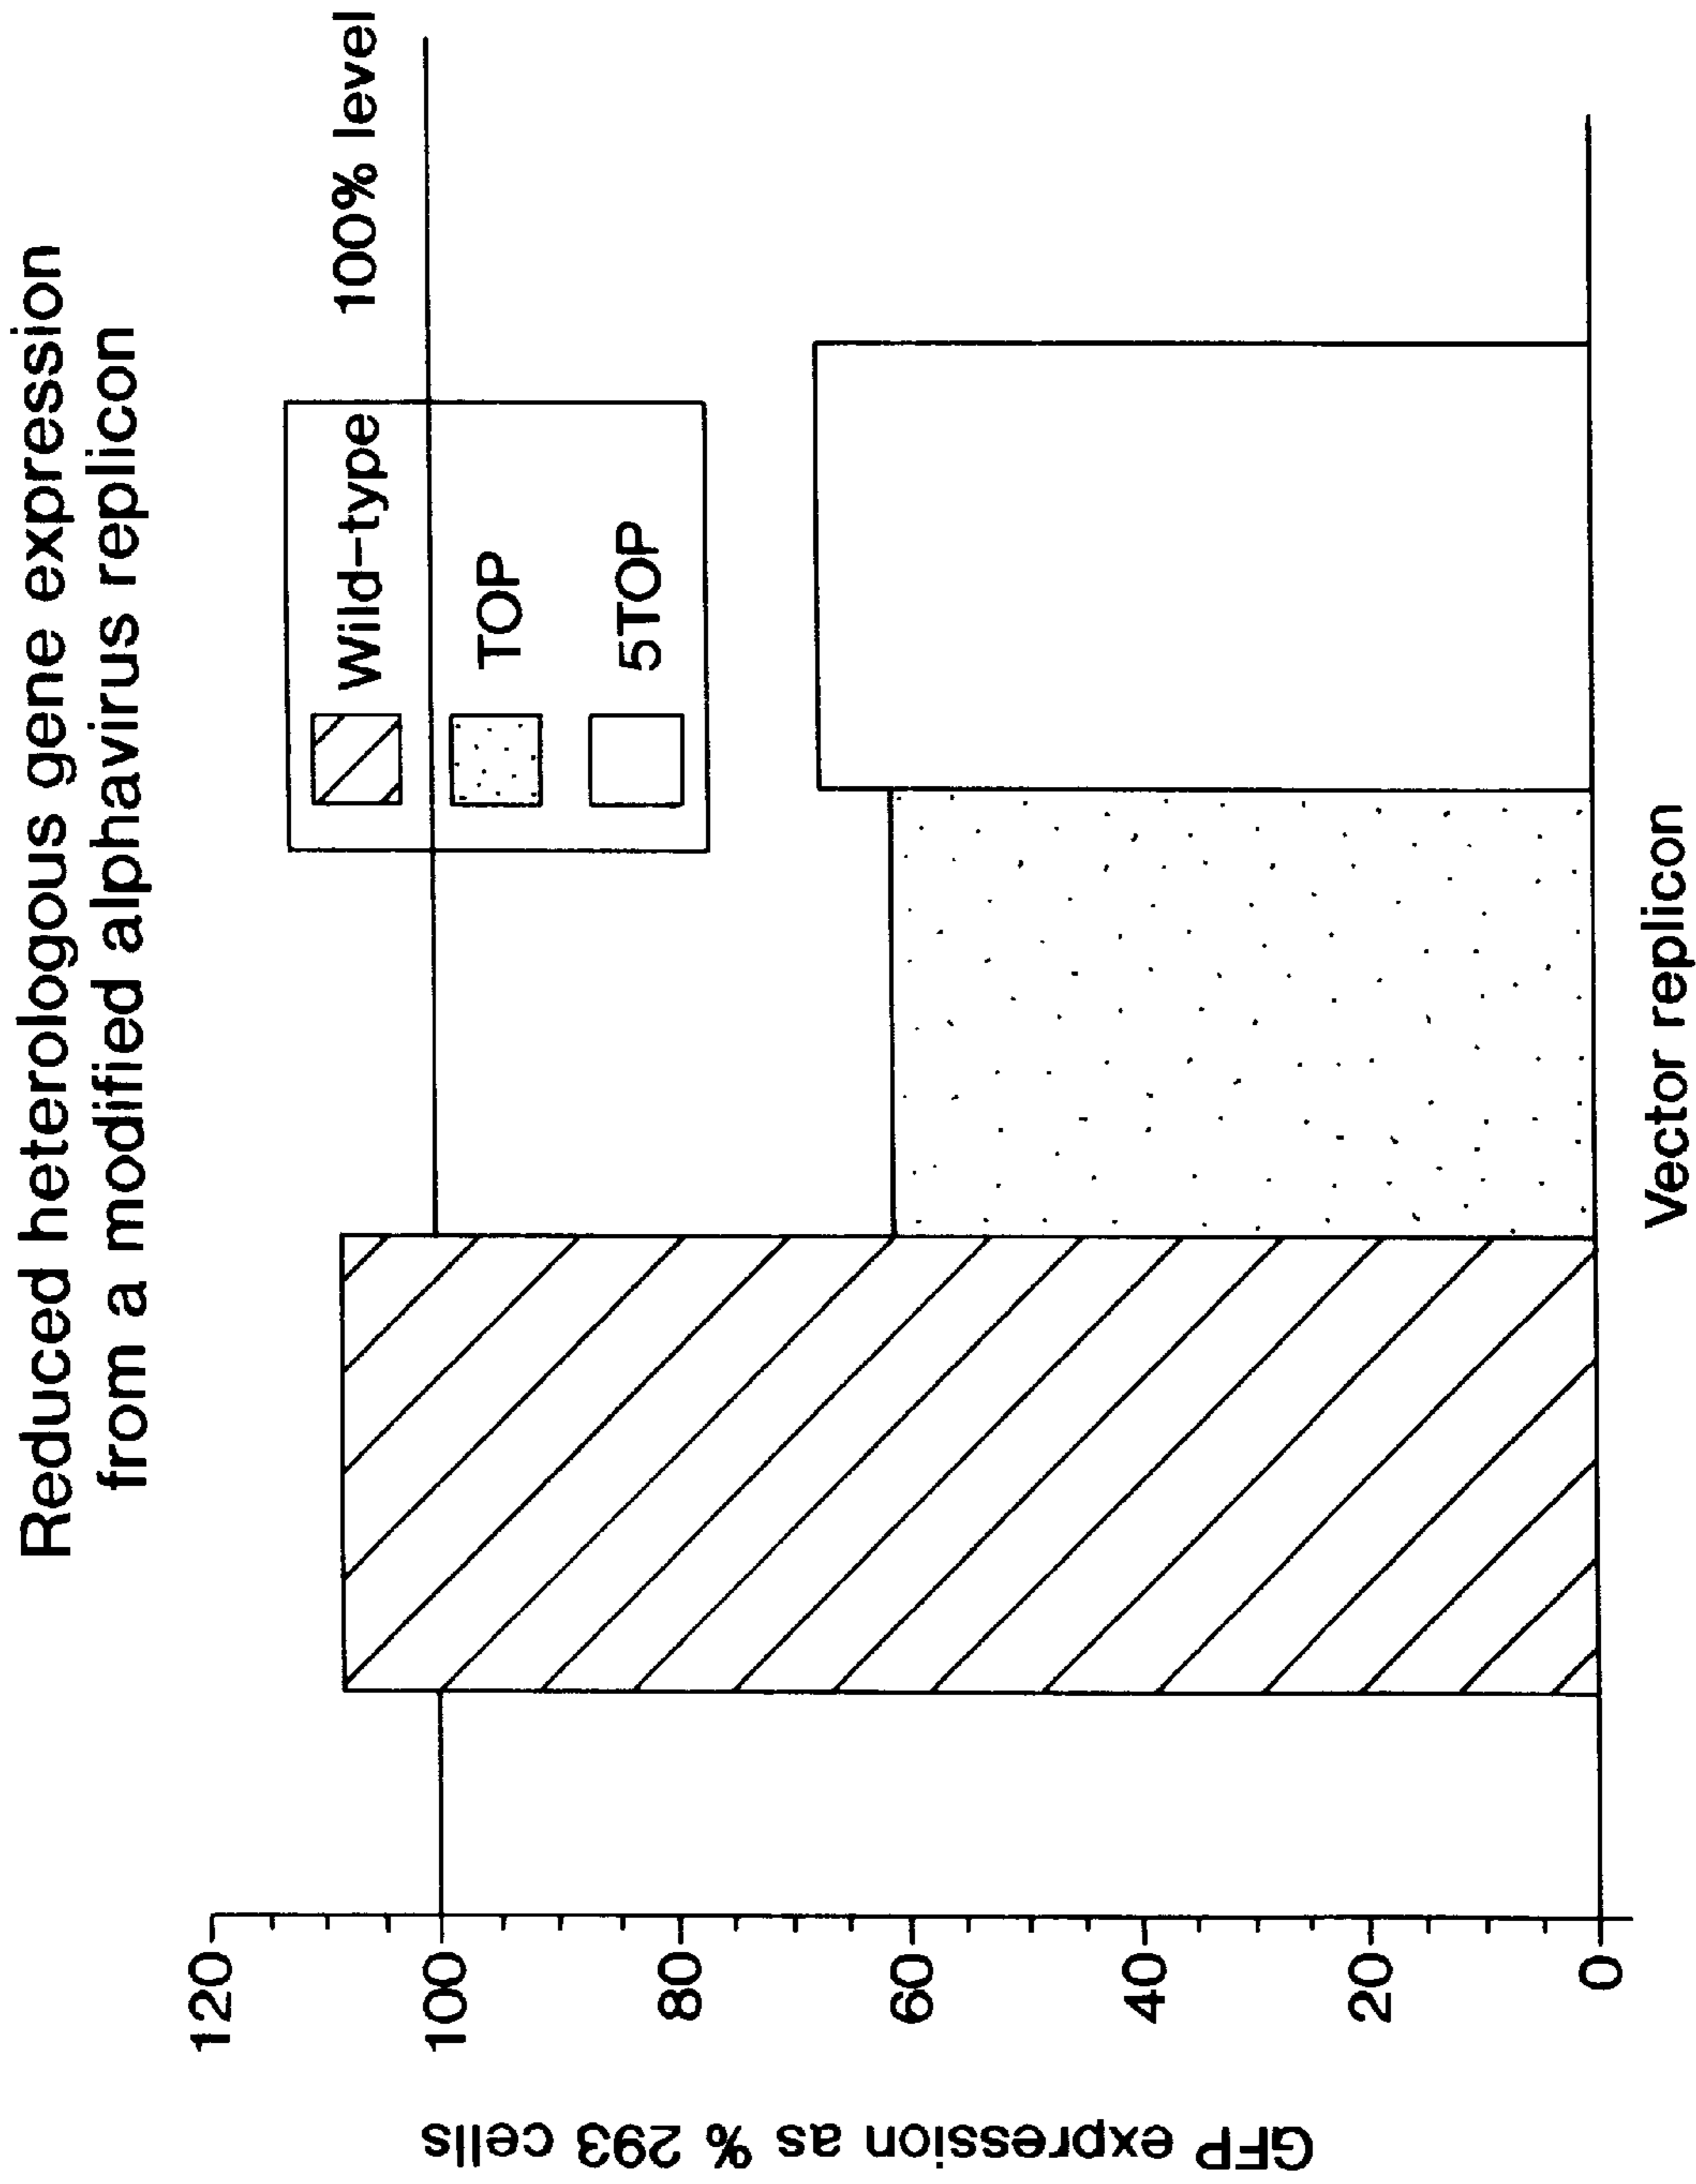 Reduced heterologous gene expression
from a modified alphavirus replicon
100% level
Wild-type
TOP
5TOP
120
100
80
60
40
20
0
GFP expression as % 293 cells
Vector replicon